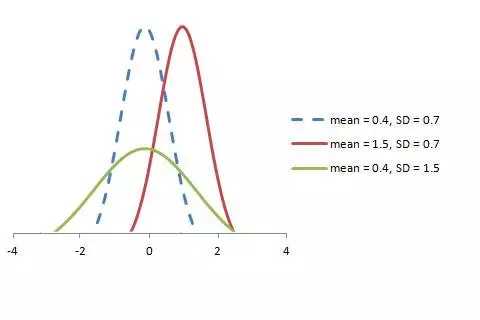 mean = 0.4, SD = 0.7
mean = 1.5, SD = 0.7
mean = 0.4, SD = 1.5
-4 -2 0 2 4